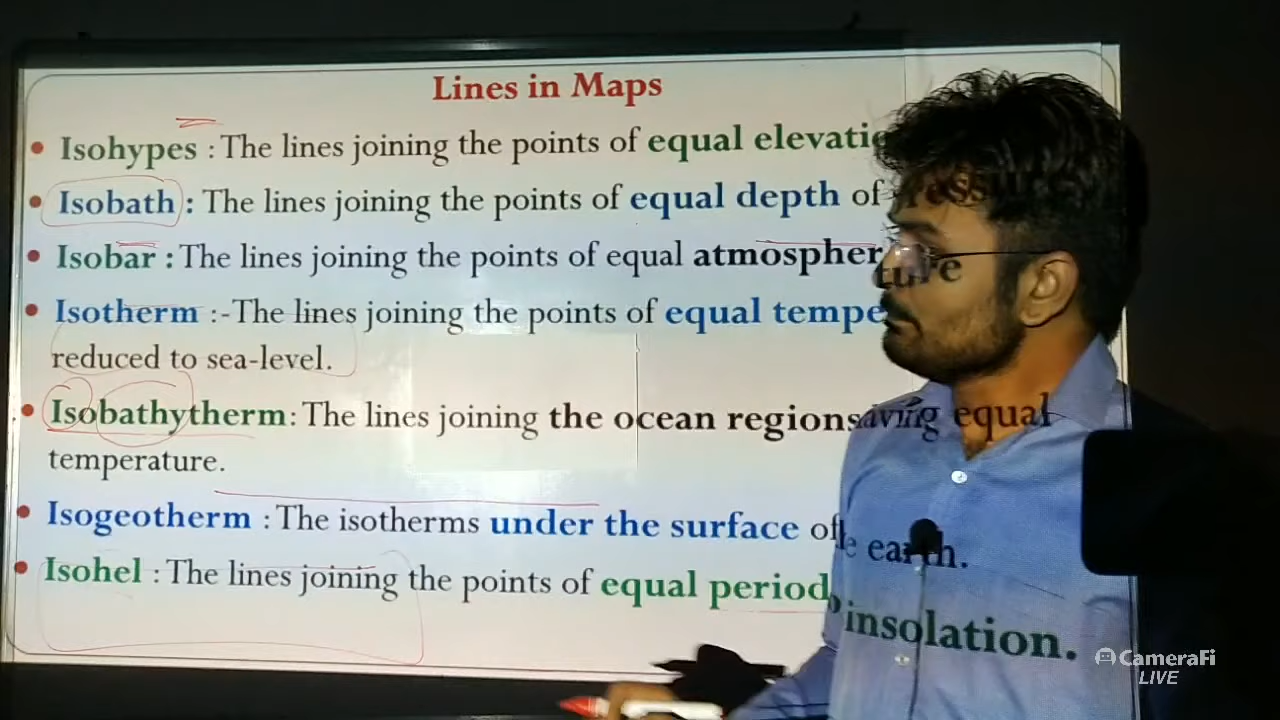 Lines in Maps
• Isohypes : The lines joining the points of equal elevatio
• Isobath : The lines joining the points of equal depth of
• Isobar : The lines joining the points of equal atmospher
• Isotherm :-The lines joining the points of equal tempe ture
reduced to sea-level.
• Isobathytherm: The lines joining the ocean regions aving equal
temperature.
• Isogeotherm : The isotherms under the surface of e earth.
• Isohel : The lines joining the points of equal period insolation.
CameraFi
LIVE